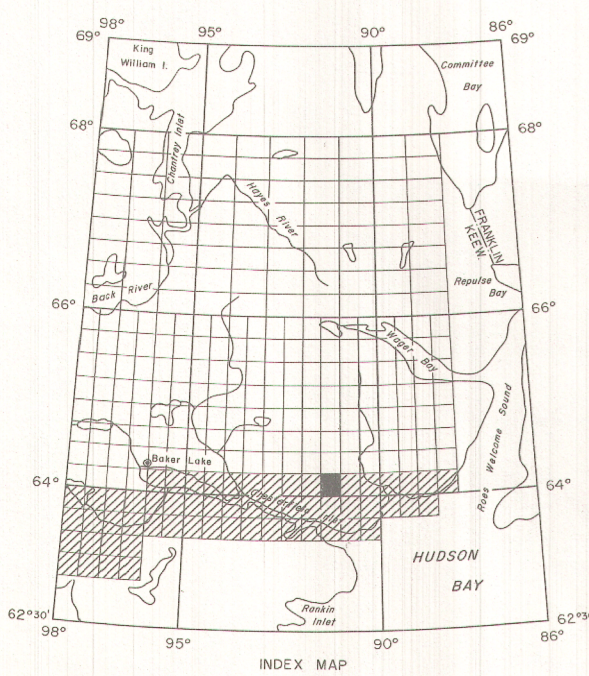 98°
95°
90°
86°
69°
69°
King
William I.
Committee
Bay
68°
68°
Chantrey Inlet
Hayes
River
FRANKLIN
KEEW.
Back River
Repulse
Bay
66°
66°
Wager Bay
Roes Welcome Sound
Baker Lake
64°
64°
Chesterfield Inlet
HUDSON
BAY
Rankin
Inlet
62°30'
62°30
98°
95°
90°
86°
INDEX MAP